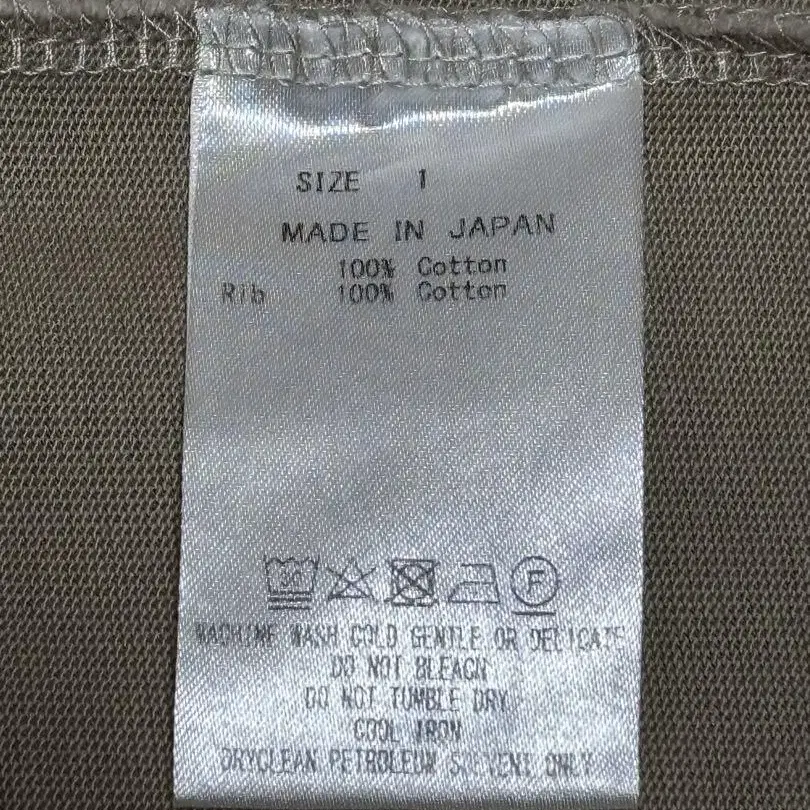 SIZE 1
MADE IN JAPAN
100% Cotton
Rib 100% Cotton
F
MACHINE WASH COLD GENTLE OR DELICATE
DO NOT BLEACH
DO NOT TUMBLE DRY
COOL IRON
DRYCLEAN PETROLEUM SOLVENT ONLY